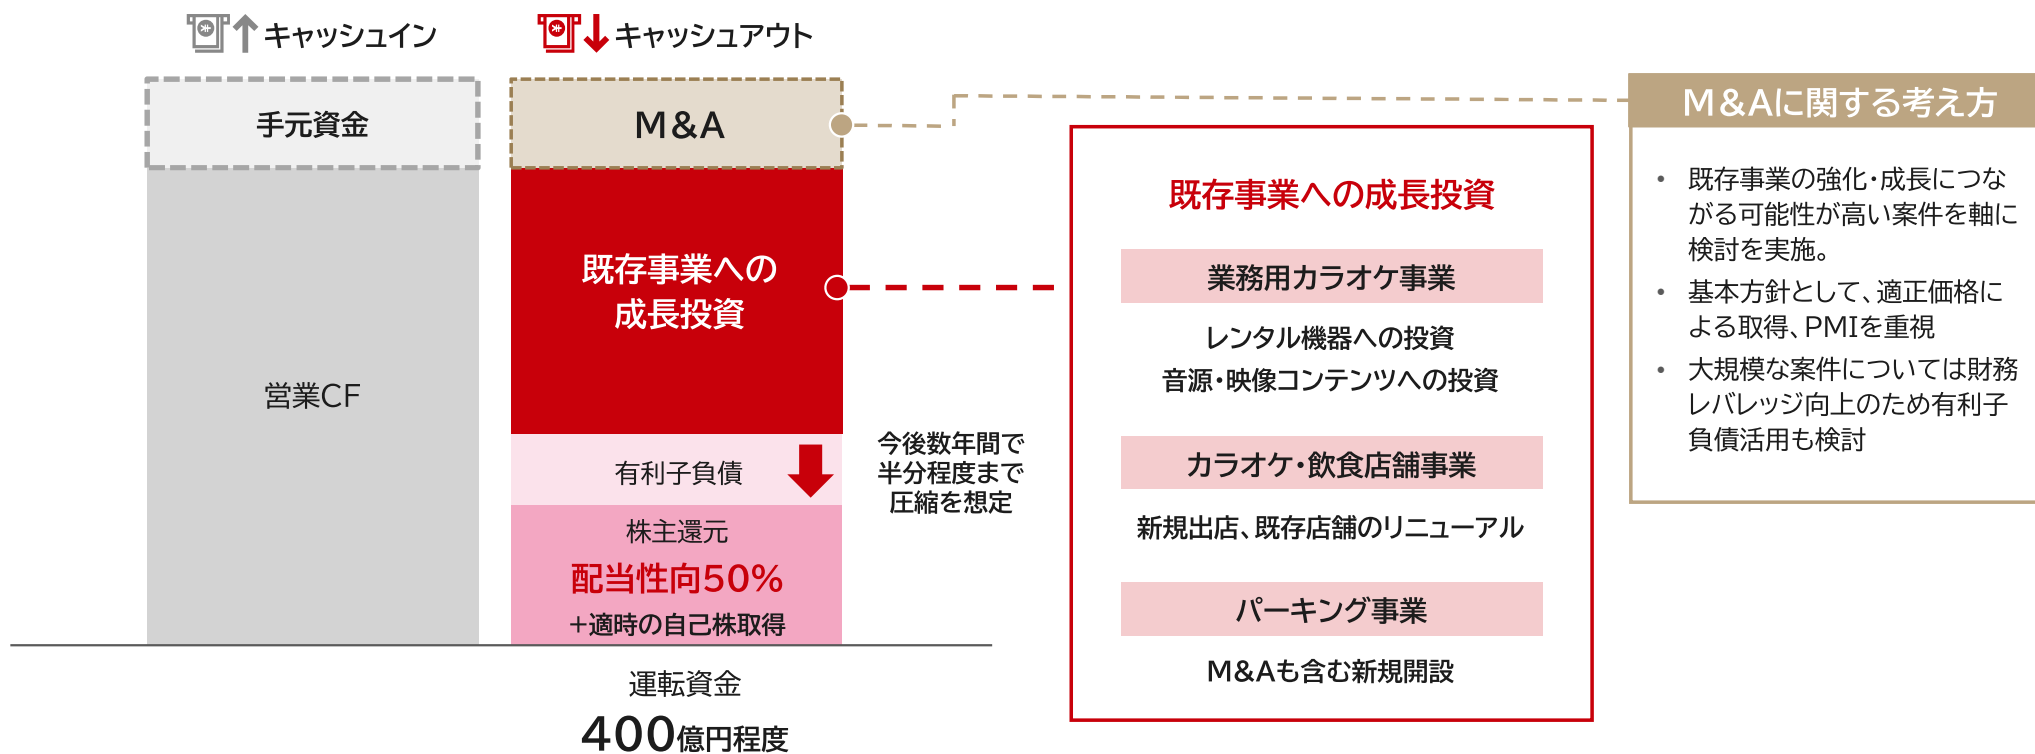 キャッシュイン
キャッシュアウト
手元資金
営業CF
M&A
既存事業への
成長投資
有利子負債
今後数年間で
半分程度まで
圧縮を想定
株主還元
配当性向50%
+適時の自己株取得
運転資金
400億円程度
既存事業への成長投資
業務用カラオケ事業
レンタル機器への投資
音源・映像コンテンツへの投資
カラオケ・飲食店舗事業
新規出店、既存店舗のリニューアル
パーキング事業
M&Aも含む新規開設
M&Aに関する考え方
• 既存事業の強化・成長につな
がる可能性が高い案件を軸に
検討を実施。
• 基本方針として、適正価格に
よる取得、PMIを重視
• 大規模な案件については財務
レバレッジ向上のため有利子
負債活用も検討